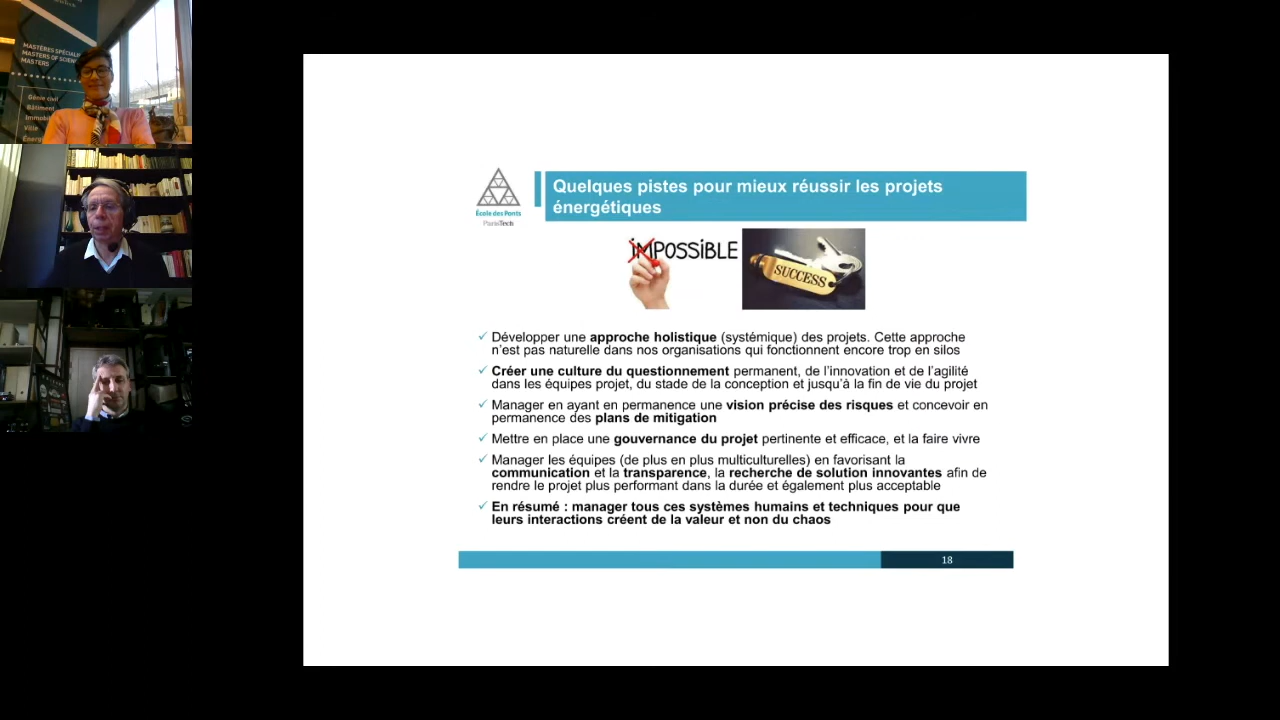 MASTÈRES SPÉCIALI
MASTERS OF SCIEN
MASTERS
Génie civil
Bâtiment
Immobil
Ville
Énerg
École des Ponts
ParisTech
Quelques pistes pour mieux réussir les projets
énergétiques
iMPOSSiBLE
SUCCESS
✓ Développer une approche holistique (systémique) des projets. Cette approche
n’est pas naturelle dans nos organisations qui fonctionnent encore trop en silos
✓ Créer une culture du questionnement permanent, de l’innovation et de l’agilité
dans les équipes projet, du stade de la conception et jusqu’à la fin de vie du projet
✓ Manager en ayant en permanence une vision précise des risques et concevoir en
permanence des plans de mitigation
✓ Mettre en place une gouvernance du projet pertinente et efficace, et la faire vivre
✓ Manager les équipes (de plus en plus multiculturelles) en favorisant la
communication et la transparence, la recherche de solution innovantes afin de
rendre le projet plus performant dans la durée et également plus acceptable
✓ En résumé : manager tous ces systèmes humains et techniques pour que
leurs interactions créent de la valeur et non du chaos
18